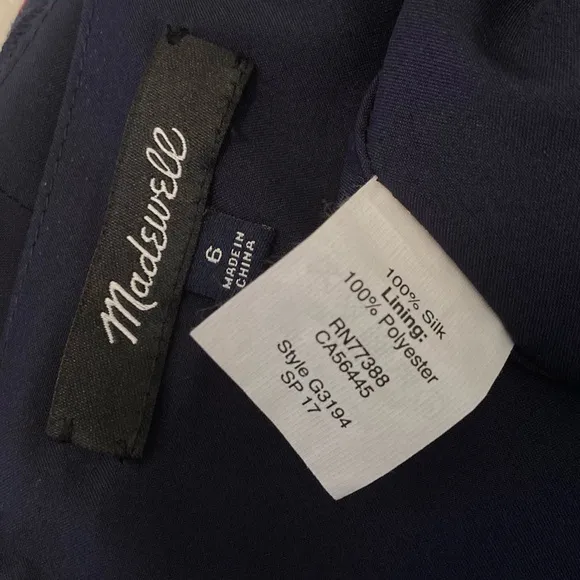 Madewell
6
MADE IN
CHINA
100% Silk
Lining:
100% Polyester
RN77388
CA56445
Style G3194
SP 17